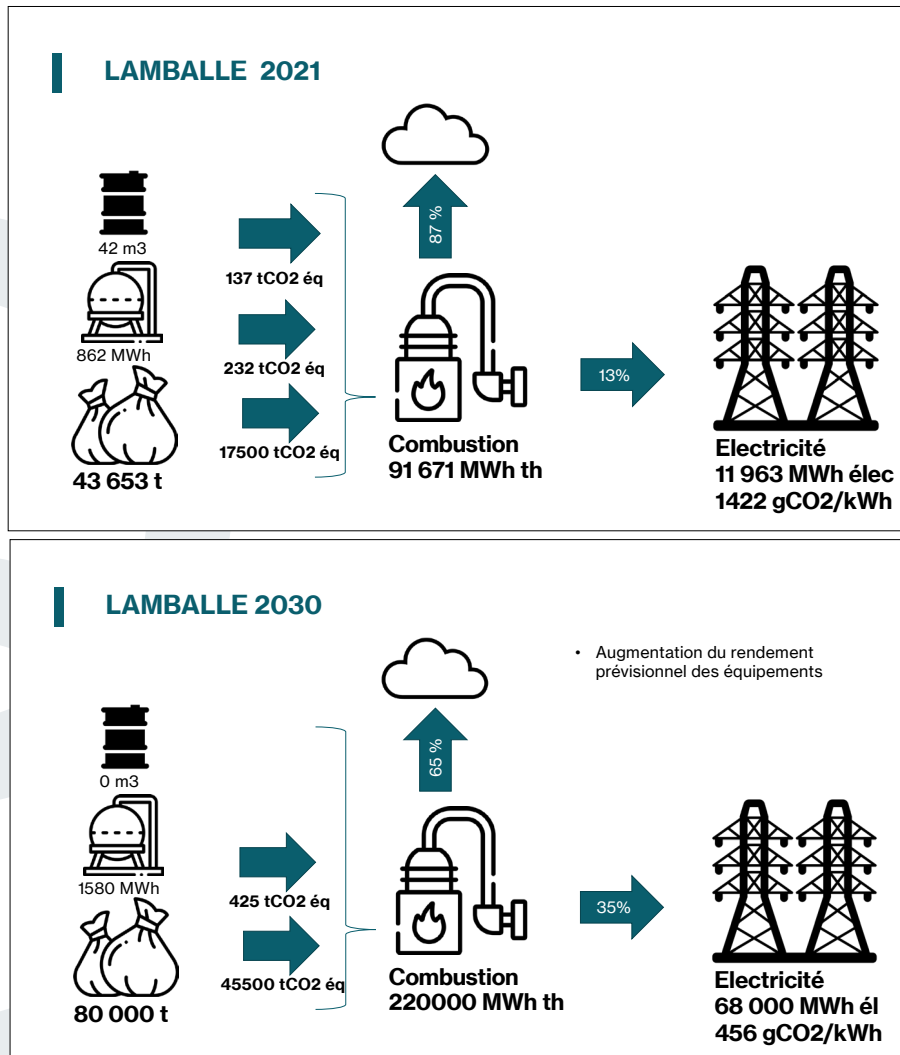 LAMBALLE 2021
42 m3
137 tCO2 éq
862 MWh
232 tCO2 éq
17500 tCO2 éq
43 653 t
87 %
Combustion
91 671 MWh th
13%
Electricité
11 963 MWh élec
1422 gCO2/kWh
LAMBALLE 2030
• Augmentation du rendement
prévisionnel des équipements
0 m3
1580 MWh
425 tCO2 éq
45500 tCO2 éq
80 000 t
65 %
Combustion
220000 MWh th
35%
Electricité
68 000 MWh él
456 gCO2/kWh